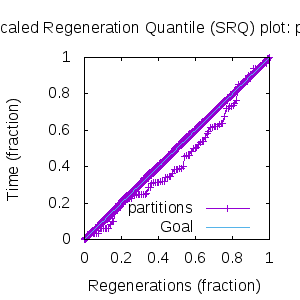 caled Regeneration Quantile (SRQ) plot: p
1
0.8
0.6
0.4
0.2
0
0
0.2
0.4
0.6
0.8
1
Time (fraction)
Regenerations (fraction)
partitions
Goal